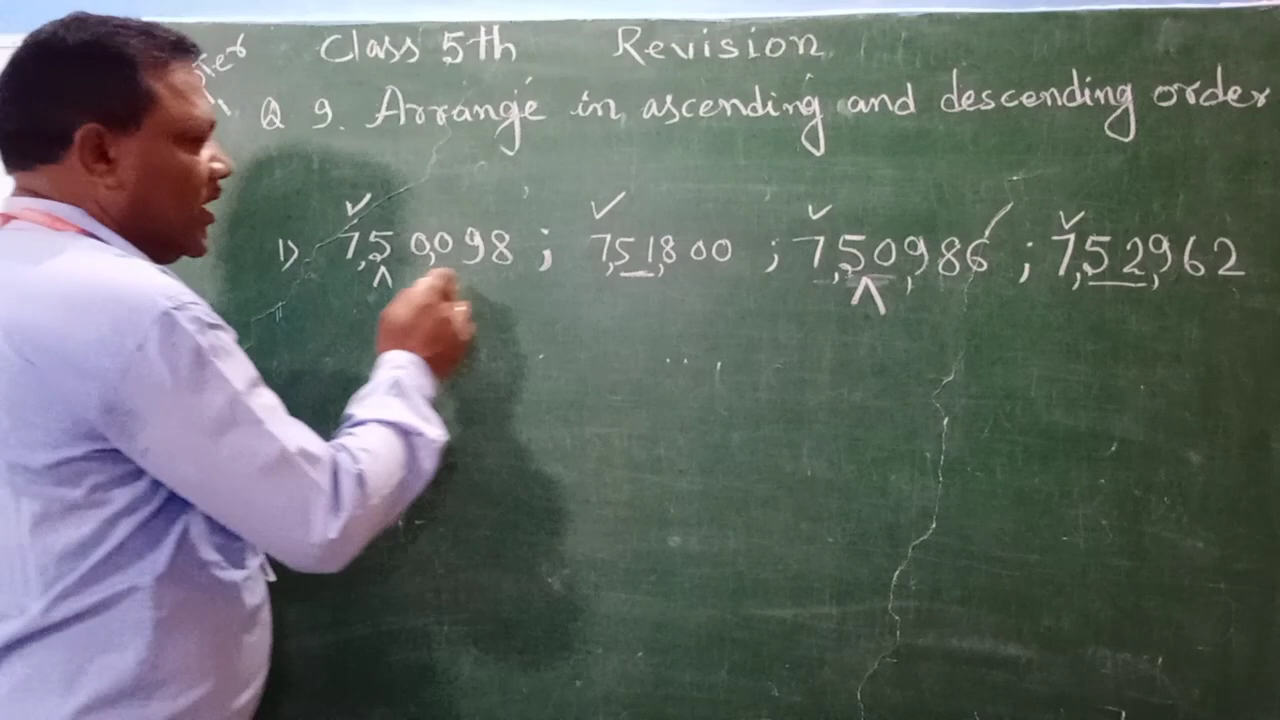 Class 5th Revision
Q 9. Arrange in ascending and descending order
1) 7,50,098 ; 7,51,800 ; 7,50,986 ; 7,52,962